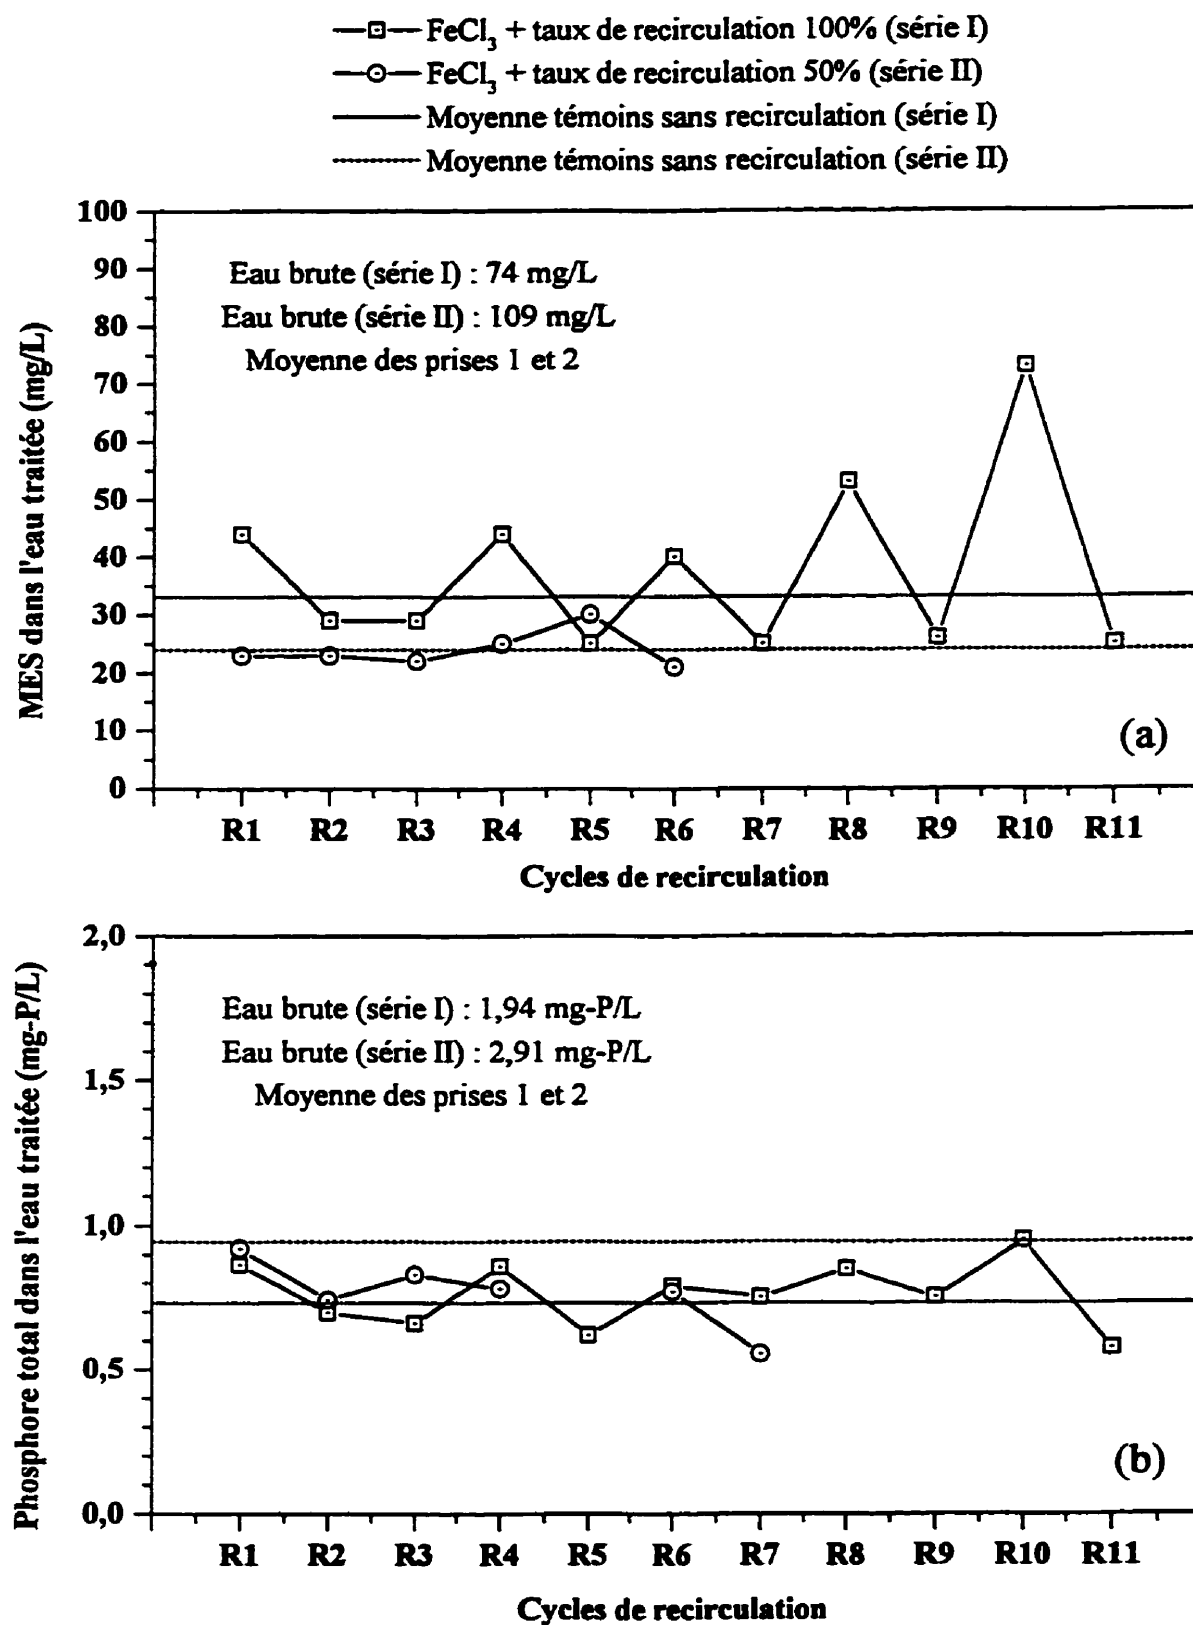 FeCl₃ + taux de recirculation 100% (série I)
FeCl₃ + taux de recirculation 50% (série II)
Moyenne témoins sans recirculation (série I)
Moyenne témoins sans recirculation (série II)
MES dans l'eau traitée (mg/L)
100
90
80
70
60
50
40
30
20
10
0
Eau brute (série I) : 74 mg/L
Eau brute (série II) : 109 mg/L
Moyenne des prises 1 et 2
(a)
R1 R2 R3 R4 R5 R6 R7 R8 R9 R10 R11
Cycles de recirculation
Phosphore total dans l'eau traitée (mg-P/L)
2,0
1,5
1,0
0,5
0,0
Eau brute (série I) : 1,94 mg-P/L
Eau brute (série II) : 2,91 mg-P/L
Moyenne des prises 1 et 2
(b)
R1 R2 R3 R4 R5 R6 R7 R8 R9 R10 R11
Cycles de recirculation